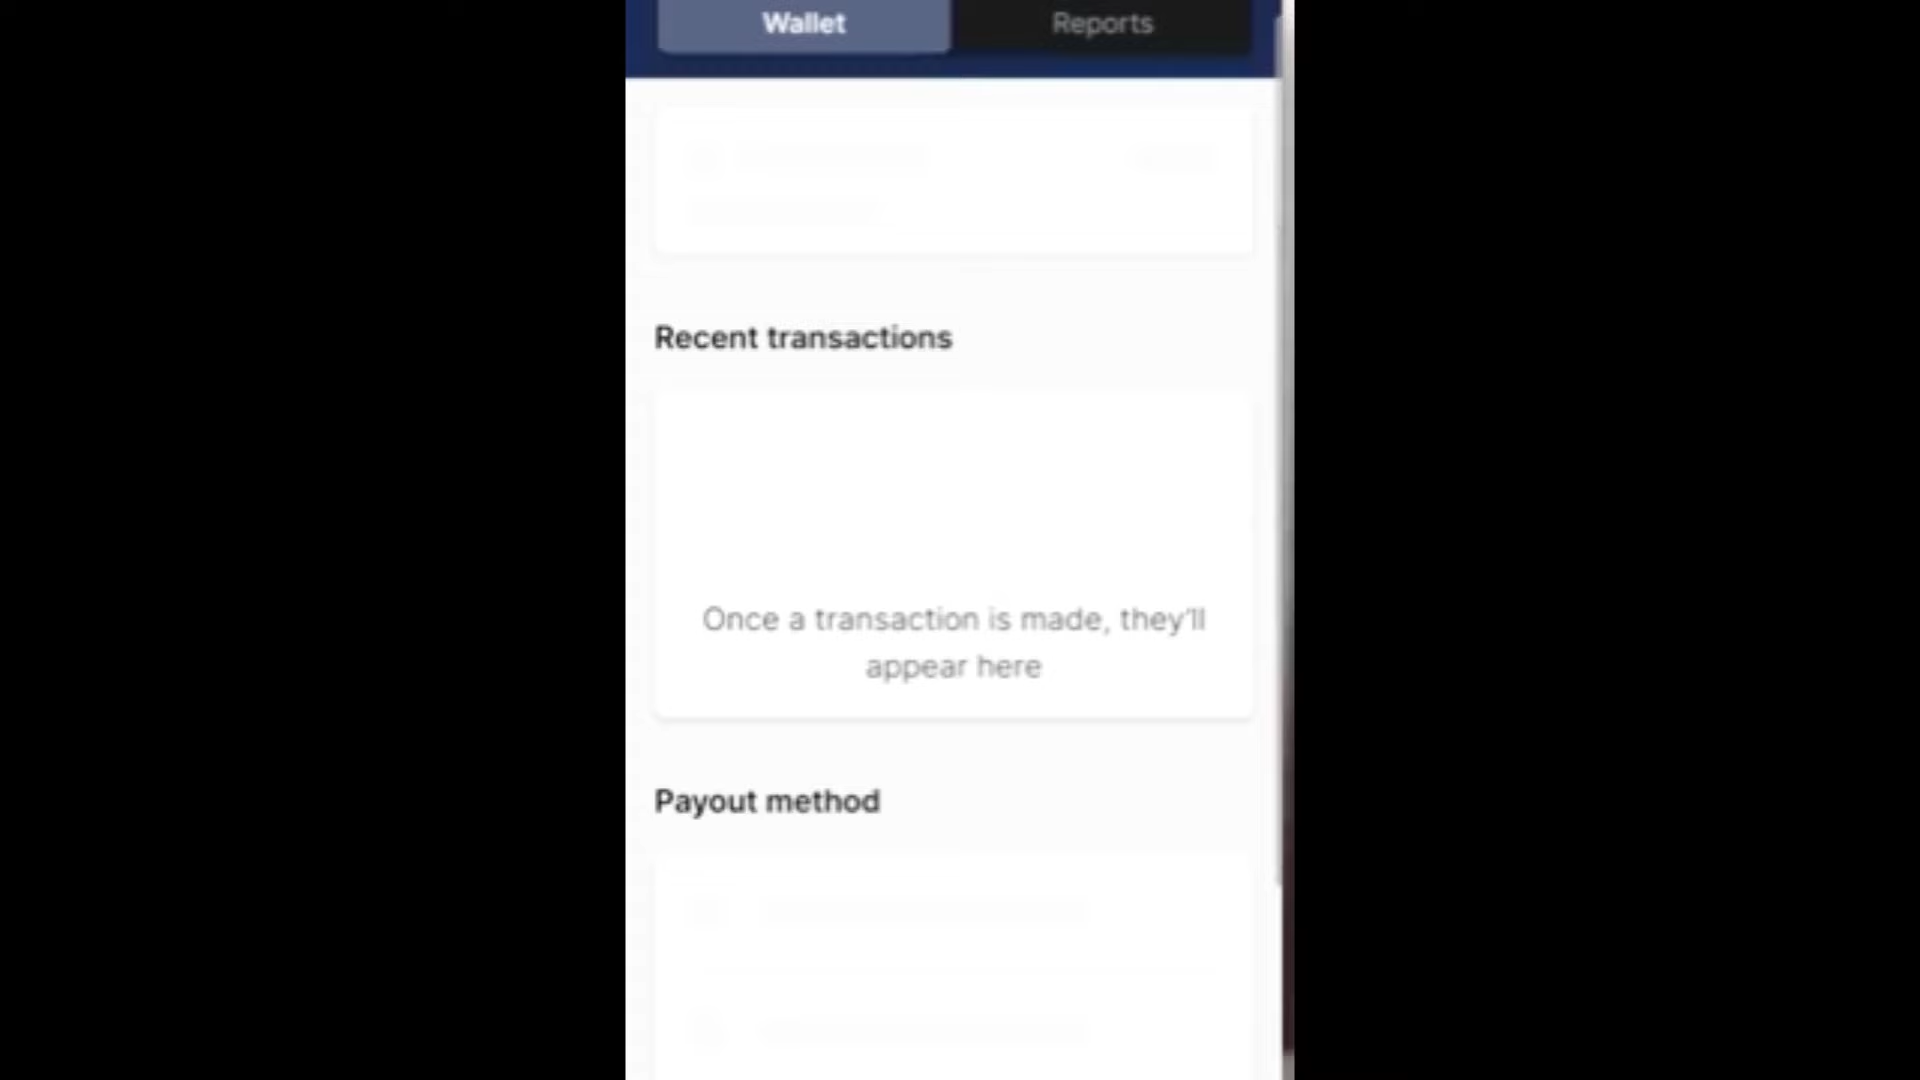 Wallet
Reports
Recent transactions
Once a transaction is made, they'll
appear here
Payout method